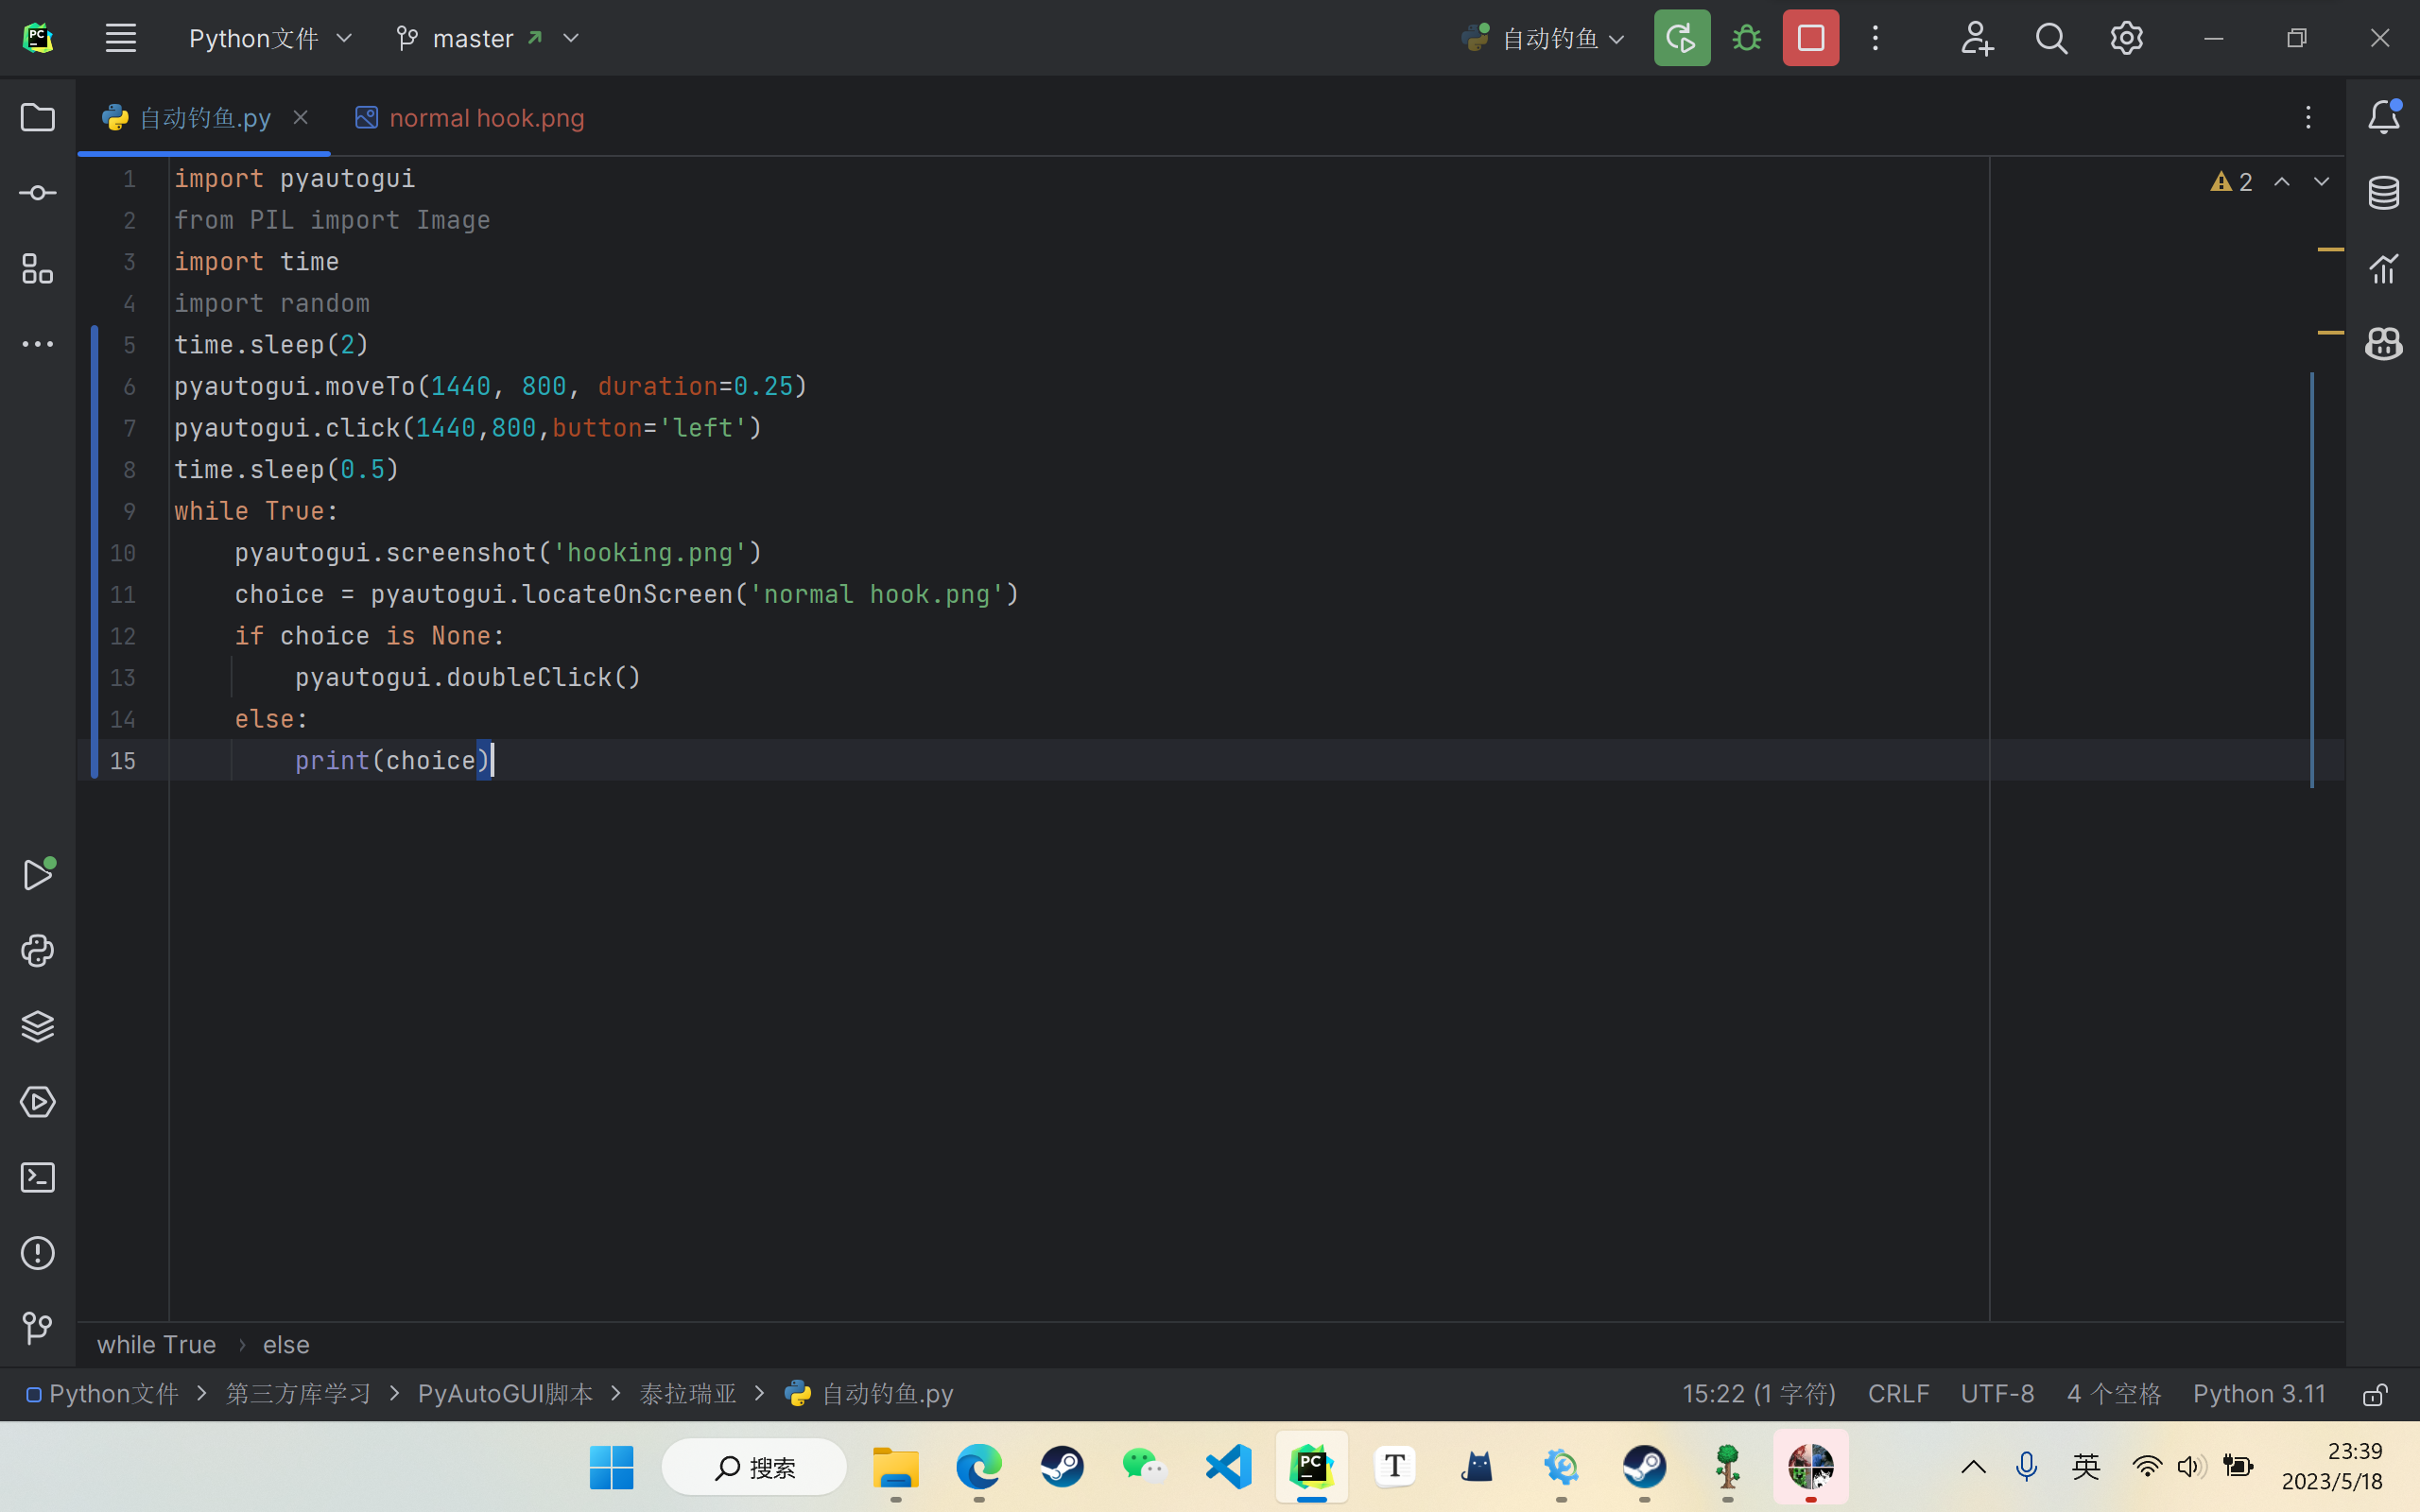 Python文件 master 自动钓鱼
自动钓鱼.py normal hook.png
1 import pyautogui
2 from PIL import Image
3 import time
4 import random
5 time.sleep(2)
6 pyautogui.moveTo(1440, 800, duration=0.25)
7 pyautogui.click(1440,800,button='left')
8 time.sleep(0.5)
9 while True:
10 pyautogui.screenshot('hooking.png')
11 choice = pyautogui.locateOnScreen('normal hook.png')
12 if choice is None:
13 pyautogui.doubleClick()
14 else:
15 print(choice)
2
while True › else
Python文件 > 第三方库学习 > PyAutoGUI脚本 > 泰拉瑞亚 > 自动钓鱼.py 15:22 (1 字符) CRLF UTF-8 4 个空格 Python 3.11
搜索 英 23:39
2023/5/18